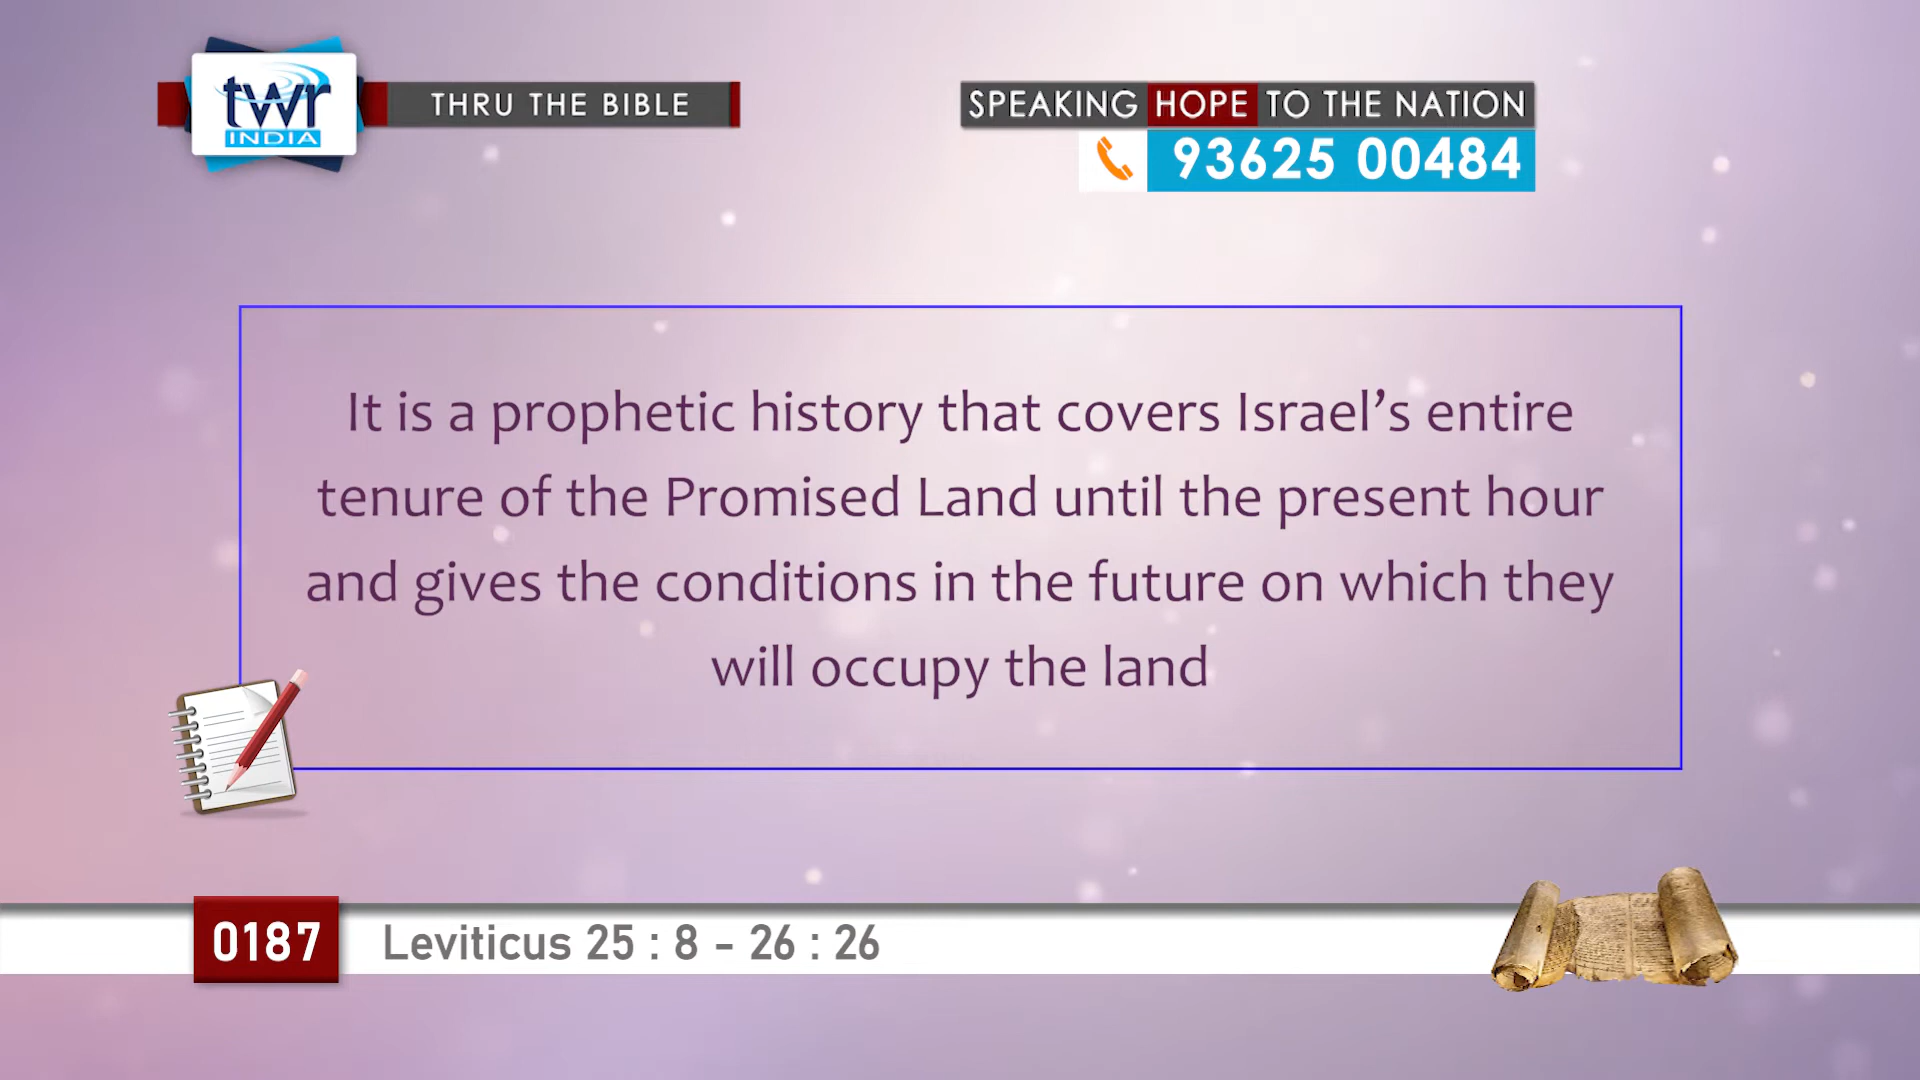 twr
INDIA
THRU THE BIBLE
SPEAKING HOPE TO THE NATION
93625 00484
It is a prophetic history that covers Israel’s entire
tenure of the Promised Land until the present hour
and gives the conditions in the future on which they
will occupy the land
0187
Leviticus 25 : 8 - 26 : 26